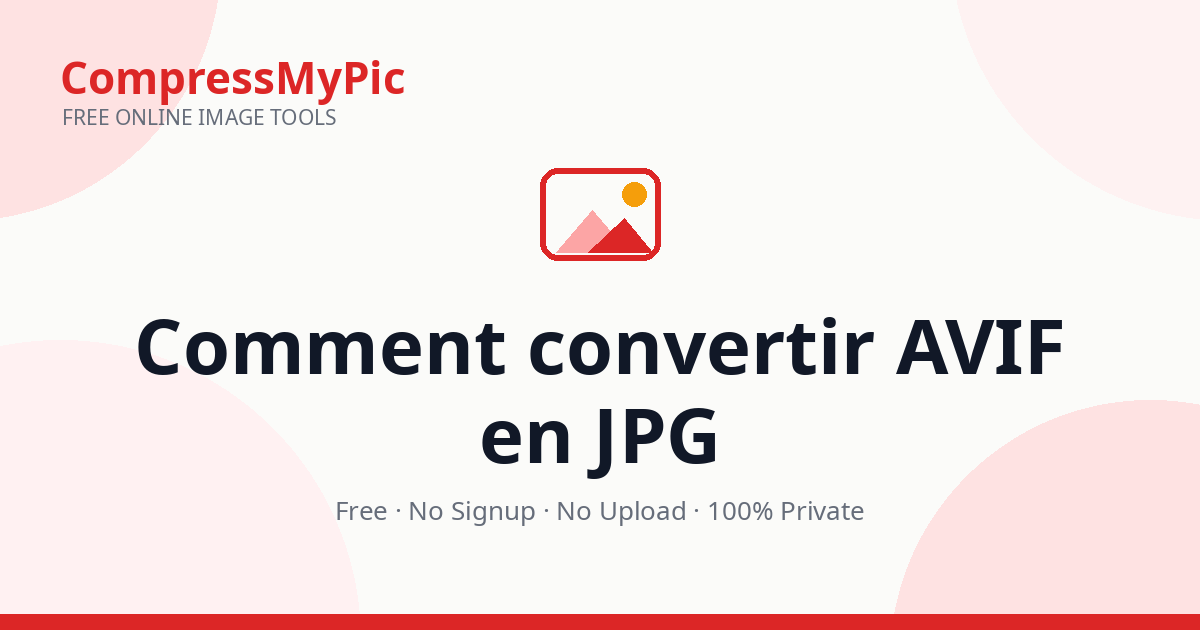 CompressMyPic
FREE ONLINE IMAGE TOOLS
Comment convertir AVIF
en JPG
Free · No Signup · No Upload · 100% Private